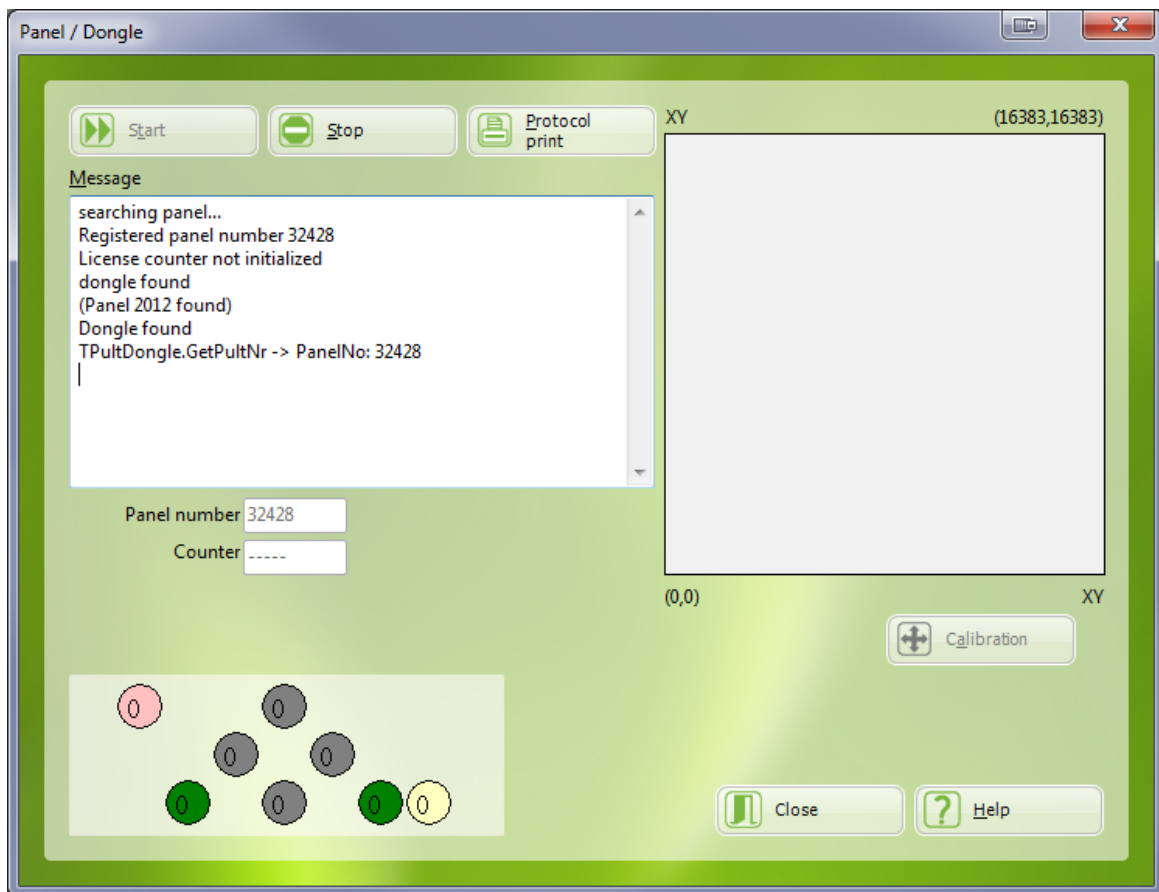 Panel / Dongle
Start
Stop
Protocol
print
XY
(16383,16383)
Message
searching panel...
Registered panel number 32428
License counter not initialized
dongle found
(Panel 2012 found)
Dongle found
TPultDongle.GetPultNr -> PanelNo: 32428
Panel number 32428
Counter -----
(0,0)
XY
Calibration
0 0
0 0
0 0 0 0
Close
Help